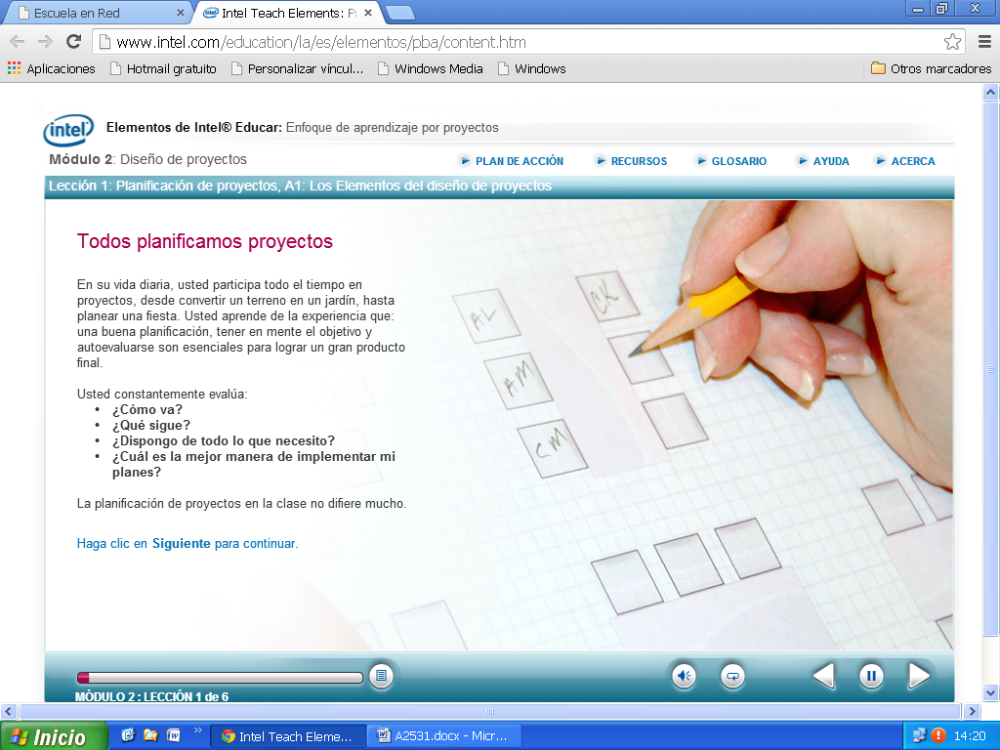 Escuela en Red
Intel Teach Elements: P
www.intel.com/education/la/es/elementos/pba/content.htm
Aplicaciones
Hotmail gratuito
Personalizar víncul...
Windows Media
Windows
Otros marcadores
intel
Elementos de Intel® Educar: Enfoque de aprendizaje por proyectos
Módulo 2: Diseño de proyectos
PLAN DE ACCIÓN
RECURSOS
GLOSARIO
AYUDA
ACERCA
Lección 1: Planificación de proyectos, A1: Los Elementos del diseño de proyectos
Todos planificamos proyectos
En su vida diaria, usted participa todo el tiempo en
proyectos, desde convertir un terreno en un jardín, hasta
planear una fiesta. Usted aprende de la experiencia que:
una buena planificación, tener en mente el objetivo y
autoevaluarse son esenciales para lograr un gran producto
final.
Usted constantemente evalúa:
• ¿Cómo va?
• ¿Qué sigue?
• ¿Dispongo de todo lo que necesito?
• ¿Cuál es la mejor manera de implementar mi
planes?
La planificación de proyectos en la clase no difiere mucho.
Haga clic en Siguiente para continuar.
AL
CK
AM
CM
MÓDULO 2 : LECCIÓN 1 de 6
Inicio
Intel Teach Eleme...
A2531.docx - Micr...
14:20